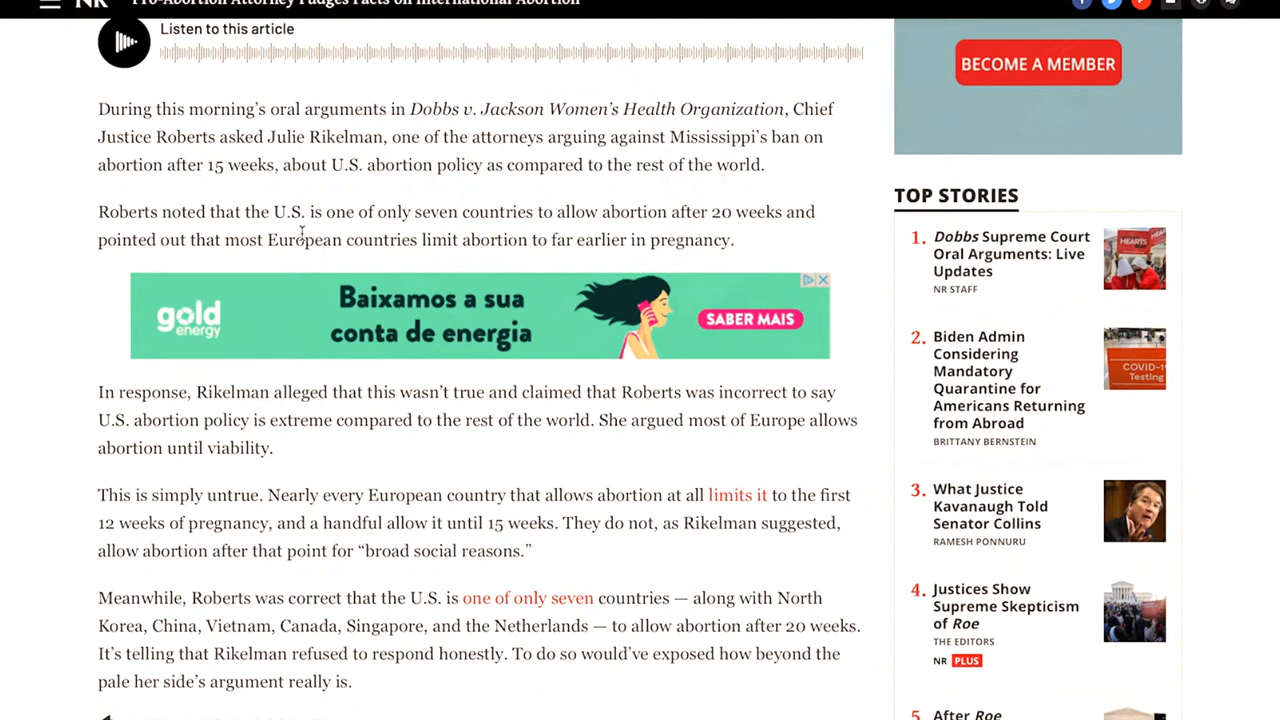 NR
Pro-Abortion Attorney Fudges Facts on International Abortion
Listen to this article
During this morning's oral arguments in Dobbs v. Jackson Women's Health Organization, Chief
Justice Roberts asked Julie Rikelman, one of the attorneys arguing against Mississippi's ban on
abortion after 15 weeks, about U.S. abortion policy as compared to the rest of the world.
Roberts noted that the U.S. is one of only seven countries to allow abortion after 20 weeks and
pointed out that most European countries limit abortion to far earlier in pregnancy.
gold
energy
Baixamos a sua
conta de energia
SABER MAIS
In response, Rikelman alleged that this wasn't true and claimed that Roberts was incorrect to say
U.S. abortion policy is extreme compared to the rest of the world. She argued most of Europe allows
abortion until viability.
This is simply untrue. Nearly every European country that allows abortion at all limits it to the first
12 weeks of pregnancy, and a handful allow it until 15 weeks. They do not, as Rikelman suggested,
allow abortion after that point for “broad social reasons.”
Meanwhile, Roberts was correct that the U.S. is one of only seven countries — along with North
Korea, China, Vietnam, Canada, Singapore, and the Netherlands — to allow abortion after 20 weeks.
It's telling that Rikelman refused to respond honestly. To do so would've exposed how beyond the
pale her side's argument really is.
BECOME A MEMBER
TOP STORIES
1. Dobbs Supreme Court
Oral Arguments: Live
Updates
NR STAFF
HEARTS
2. Biden Admin
Considering
Mandatory
Quarantine for
Americans Returning
from Abroad
BRITTANY BERNSTEIN
COVID-1
Testing
3. What Justice
Kavanaugh Told
Senator Collins
RAMESH PONNURU
4. Justices Show
Supreme Skepticism
of Roe
THE EDITORS
NR PLUS
5. After Roe